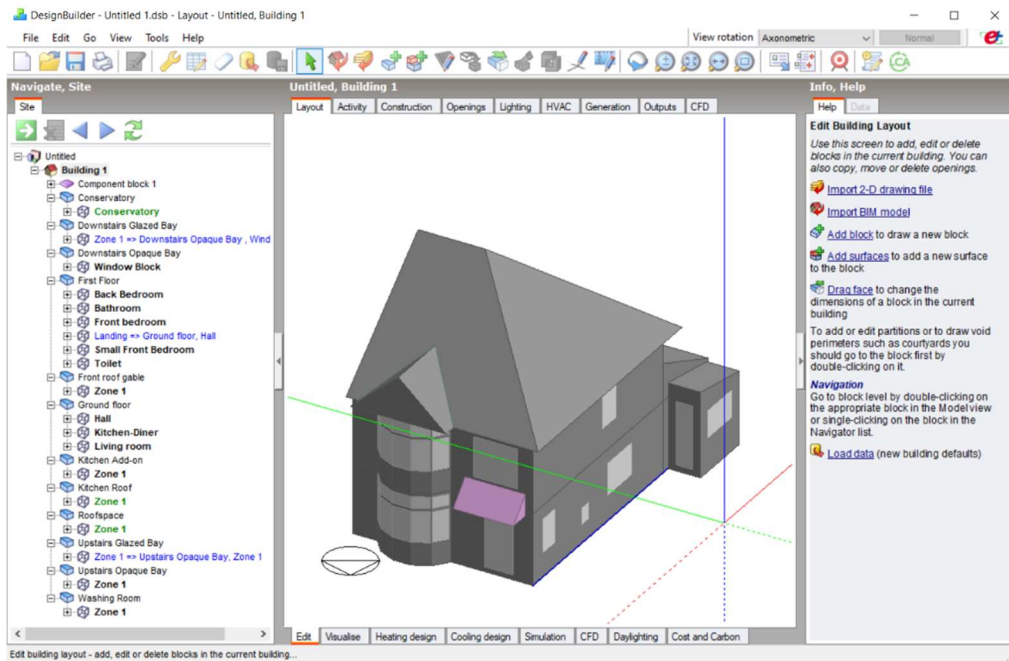 DesignBuilder - Untitled 1.dsb - Layout - Untitled, Building 1
File Edit Go View Tools Help
View rotation Axonometric Normal
Navigate, Site
Site
Untitled
Building 1
Component block 1
Conservatory
Conservatory
Downstairs Glazed Bay
Zone 1 => Downstairs Opaque Bay , Wind
Downstairs Opaque Bay
Window Block
First Floor
Back Bedroom
Bathroom
Front bedroom
Landing => Ground floor, Hall
Small Front Bedroom
Toilet
Front roof gable
Zone 1
Ground floor
Hall
Kitchen-Diner
Living room
Kitchen Add-on
Zone 1
Kitchen Roof
Zone 1
Roofspace
Zone 1
Upstairs Glazed Bay
Zone 1 => Upstairs Opaque Bay, Zone 1
Upstairs Opaque Bay
Zone 1
Washing Room
Zone 1
Untitled, Building 1
Layout Activity Construction Openings Lighting HVAC Generation Outputs CFD
Edit Visualise Heating design Cooling design Simulation CFD Daylighting Cost and Carbon
Info, Help
Help Data
Edit Building Layout
Use this screen to add, edit or delete
blocks in the current building. You can
also copy, move or delete openings.
Import 2-D drawing file
Import BIM model
Add block to draw a new block
Add surfaces to add a new surface
to the block
Drag face to change the
dimensions of a block in the current
building
To add or edit partitions or to draw void
perimeters such as courtyards you
should go to the block first by
double-clicking on it.
Navigation
Go to block level by double-clicking on
the appropriate block in the Model view
or single-clicking on the block in the
Navigator list.
Load data (new building defaults)
Edit building layout - add, edit or delete blocks in the current building...